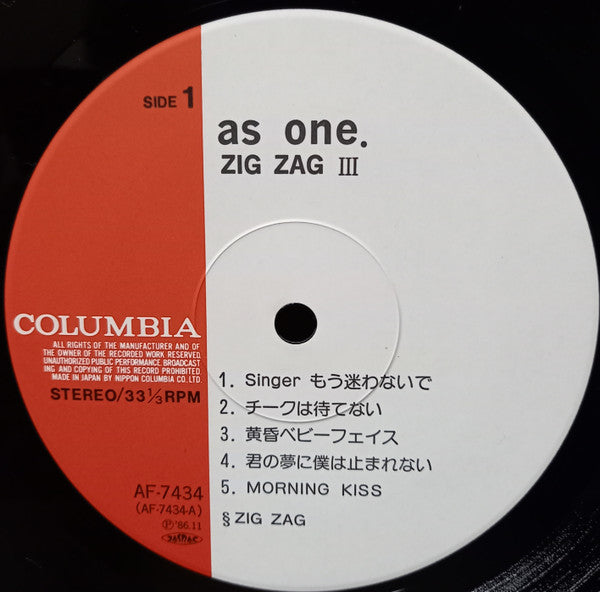 SIDE 1
as one.
ZIG ZAG III
COLUMBIA
ALL RIGHTS OF THE MANUFACTURER AND OF
THE OWNER OF THE RECORDED WORK RESERVED.
UNAUTHORIZED PUBLIC PERFORMANCE BROADCAST
ING AND COPYING OF THIS RECORD PROHIBITED.
MADE IN JAPAN BY NIPPON COLUMBIA CO. LTD.
STEREO/33⅓RPM
1. Singer もう迷わないで
2. チークは待てない
3. 黄昏ベビーフェイス
4. 君の夢に僕は止まれない
5. MORNING KISS
§ ZIG ZAG
AF-7434
(AF-7434-A)
Ⓟ'86.11